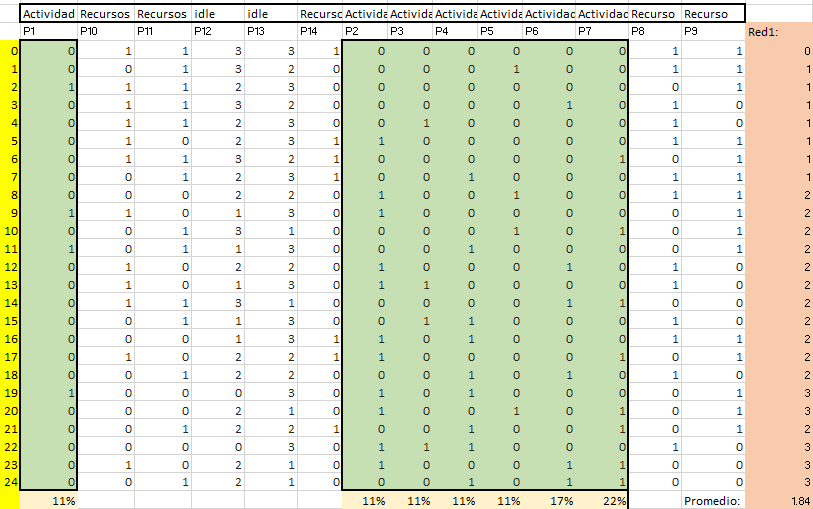 Actividad Recursos Recursos idle idle Recursc Actividac Activida Activida Activida Actividad Actividad Recurso Recurso
P1 P10 P11 P12 P13 P14 P2 P3 P4 P5 P6 P7 P8 P9 Red1:
0 0 1 1 3 3 1 0 0 0 0 0 0 1 1 0
1 0 0 1 3 2 0 0 0 0 1 0 0 1 1 1
2 1 1 1 2 3 0 0 0 0 0 0 0 0 1 1
3 0 1 1 3 2 0 0 0 0 0 1 0 1 0 1
4 0 1 1 2 3 0 0 1 0 0 0 0 1 0 1
5 0 1 0 2 3 1 1 0 0 0 0 0 1 1 1
6 0 1 1 3 2 1 0 0 0 0 0 1 0 1 1
7 0 0 1 2 3 1 0 0 1 0 0 0 1 1 1
8 0 0 0 2 2 0 1 0 0 1 0 0 1 1 2
9 1 1 0 1 3 0 1 0 0 0 0 0 0 1 2
10 0 0 1 3 1 0 0 0 0 1 0 1 0 1 2
11 1 0 1 1 3 0 0 0 1 0 0 0 0 1 2
12 0 1 0 2 2 0 1 0 0 0 1 0 1 0 2
13 0 1 0 1 3 0 1 1 0 0 0 0 1 0 2
14 0 1 1 3 1 0 0 0 0 0 1 1 0 0 2
15 0 0 1 1 3 0 0 1 1 0 0 0 1 0 2
16 0 0 0 1 3 1 1 0 1 0 0 0 1 1 2
17 0 1 0 2 2 1 1 0 0 0 0 1 0 1 2
18 0 0 1 2 2 0 0 0 1 0 1 0 1 0 2
19 1 0 0 0 3 0 1 0 1 0 0 0 0 1 3
20 0 0 0 2 1 0 1 0 0 1 0 1 0 1 3
21 0 0 1 2 2 1 0 0 1 0 0 1 0 1 2
22 0 0 0 0 3 0 1 1 1 0 0 0 1 0 3
23 0 1 0 2 1 0 1 0 0 0 1 1 0 0 3
24 0 0 1 2 1 0 0 0 1 0 1 1 0 0 3
11% 11% 11% 11% 11% 17% 22% Promedio: 1.84